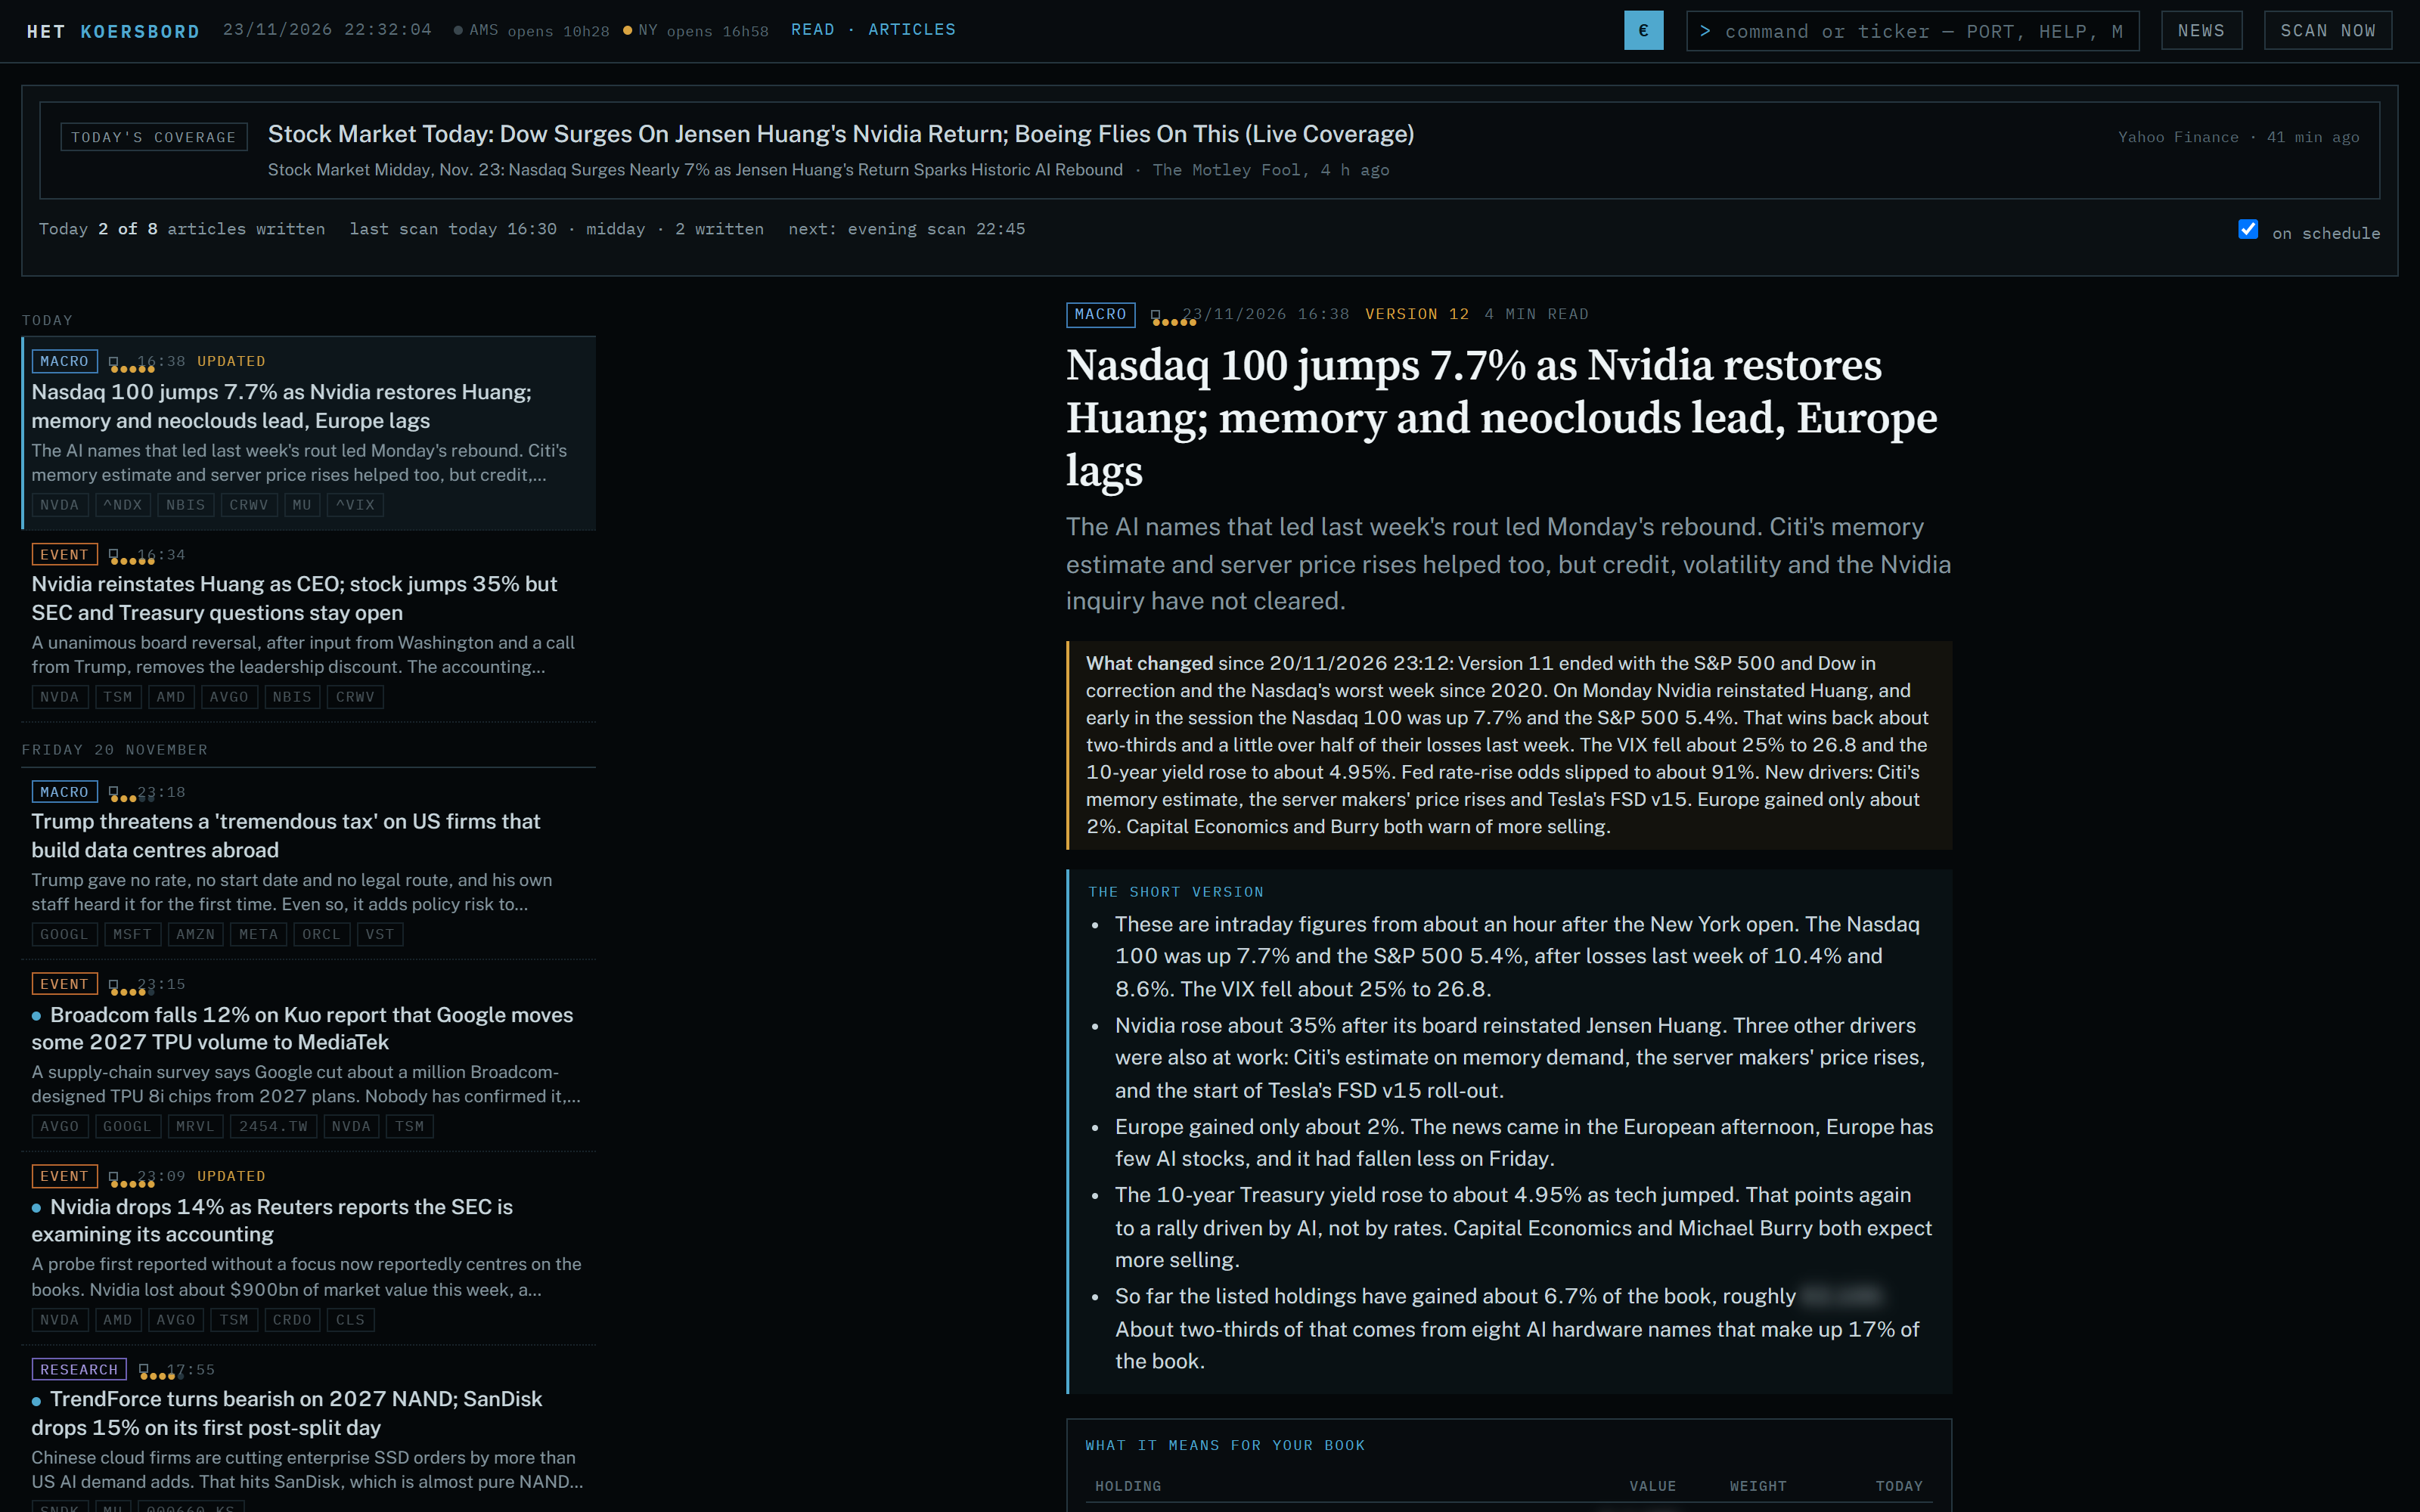 HET KOERSBORD 23/11/2026 22:32:04 AMS opens 10h28 NY opens 16h58 READ · ARTICLES € > command or ticker — PORT, HELP, M NEWS SCAN NOW
TODAY'S COVERAGE Stock Market Today: Dow Surges On Jensen Huang's Nvidia Return; Boeing Flies On This (Live Coverage) Yahoo Finance · 41 min ago
Stock Market Midday, Nov. 23: Nasdaq Surges Nearly 7% as Jensen Huang's Return Sparks Historic AI Rebound · The Motley Fool, 4 h ago
Today 2 of 8 articles written last scan today 16:30 · midday · 2 written next: evening scan 22:45 on schedule
TODAY
MACRO 16:38 UPDATED
Nasdaq 100 jumps 7.7% as Nvidia restores Huang;
memory and neoclouds lead, Europe lags
The AI names that led last week's rout led Monday's rebound. Citi's
memory estimate and server price rises helped too, but credit,...
NVDA ^NDX NBIS CRWV MU ^VIX
EVENT 16:34
Nvidia reinstates Huang as CEO; stock jumps 35% but
SEC and Treasury questions stay open
A unanimous board reversal, after input from Washington and a call
from Trump, removes the leadership discount. The accounting...
NVDA TSM AMD AVGO NBIS CRWV
FRIDAY 20 NOVEMBER
MACRO 23:18
Trump threatens a 'tremendous tax' on US firms that
build data centres abroad
Trump gave no rate, no start date and no legal route, and his own
staff heard it for the first time. Even so, it adds policy risk to...
GOOGL MSFT AMZN META ORCL VST
EVENT 23:15
Broadcom falls 12% on Kuo report that Google moves
some 2027 TPU volume to MediaTek
A supply-chain survey says Google cut about a million Broadcom-
designed TPU 8i chips from 2027 plans. Nobody has confirmed it,...
AVGO GOOGL MRVL 2454.TW NVDA TSM
EVENT 23:09 UPDATED
Nvidia drops 14% as Reuters reports the SEC is
examining its accounting
A probe first reported without a focus now reportedly centres on the
books. Nvidia lost about $900bn of market value this week, a...
NVDA AMD AVGO TSM CRDO CLS
RESEARCH 17:55
TrendForce turns bearish on 2027 NAND; SanDisk
drops 15% on its first post-split day
Chinese cloud firms are cutting enterprise SSD orders by more than
US AI demand adds. That hits SanDisk, which is almost pure NAND...
SNDK MU 000660.KS
MACRO 23/11/2026 16:38 VERSION 12 4 MIN READ
Nasdaq 100 jumps 7.7% as Nvidia restores
Huang; memory and neoclouds lead, Europe
lags
The AI names that led last week's rout led Monday's rebound. Citi's memory
estimate and server price rises helped too, but credit, volatility and the Nvidia
inquiry have not cleared.
What changed since 20/11/2026 23:12: Version 11 ended with the S&P 500 and Dow in
correction and the Nasdaq's worst week since 2020. On Monday Nvidia reinstated Huang, and
early in the session the Nasdaq 100 was up 7.7% and the S&P 500 5.4%. That wins back about
two-thirds and a little over half of their losses last week. The VIX fell about 25% to 26.8 and the
10-year yield rose to about 4.95%. Fed rate-rise odds slipped to about 91%. New drivers: Citi's
memory estimate, the server makers' price rises and Tesla's FSD v15. Europe gained only about
2%. Capital Economics and Burry both warn of more selling.
THE SHORT VERSION
• These are intraday figures from about an hour after the New York open. The Nasdaq
100 was up 7.7% and the S&P 500 5.4%, after losses last week of 10.4% and
8.6%. The VIX fell about 25% to 26.8.
• Nvidia rose about 35% after its board reinstated Jensen Huang. Three other drivers
were also at work: Citi's estimate on memory demand, the server makers' price rises,
and the start of Tesla's FSD v15 roll-out.
• Europe gained only about 2%. The news came in the European afternoon, Europe has
few AI stocks, and it had fallen less on Friday.
• The 10-year Treasury yield rose to about 4.95% as tech jumped. That points again
to a rally driven by AI, not by rates. Capital Economics and Michael Burry both expect
more selling.
• So far the listed holdings have gained about 6.7% of the book, roughly
About two-thirds of that comes from eight AI hardware names that make up 17% of
the book.
WHAT IT MEANS FOR YOUR BOOK
HOLDING VALUE WEIGHT TODAY